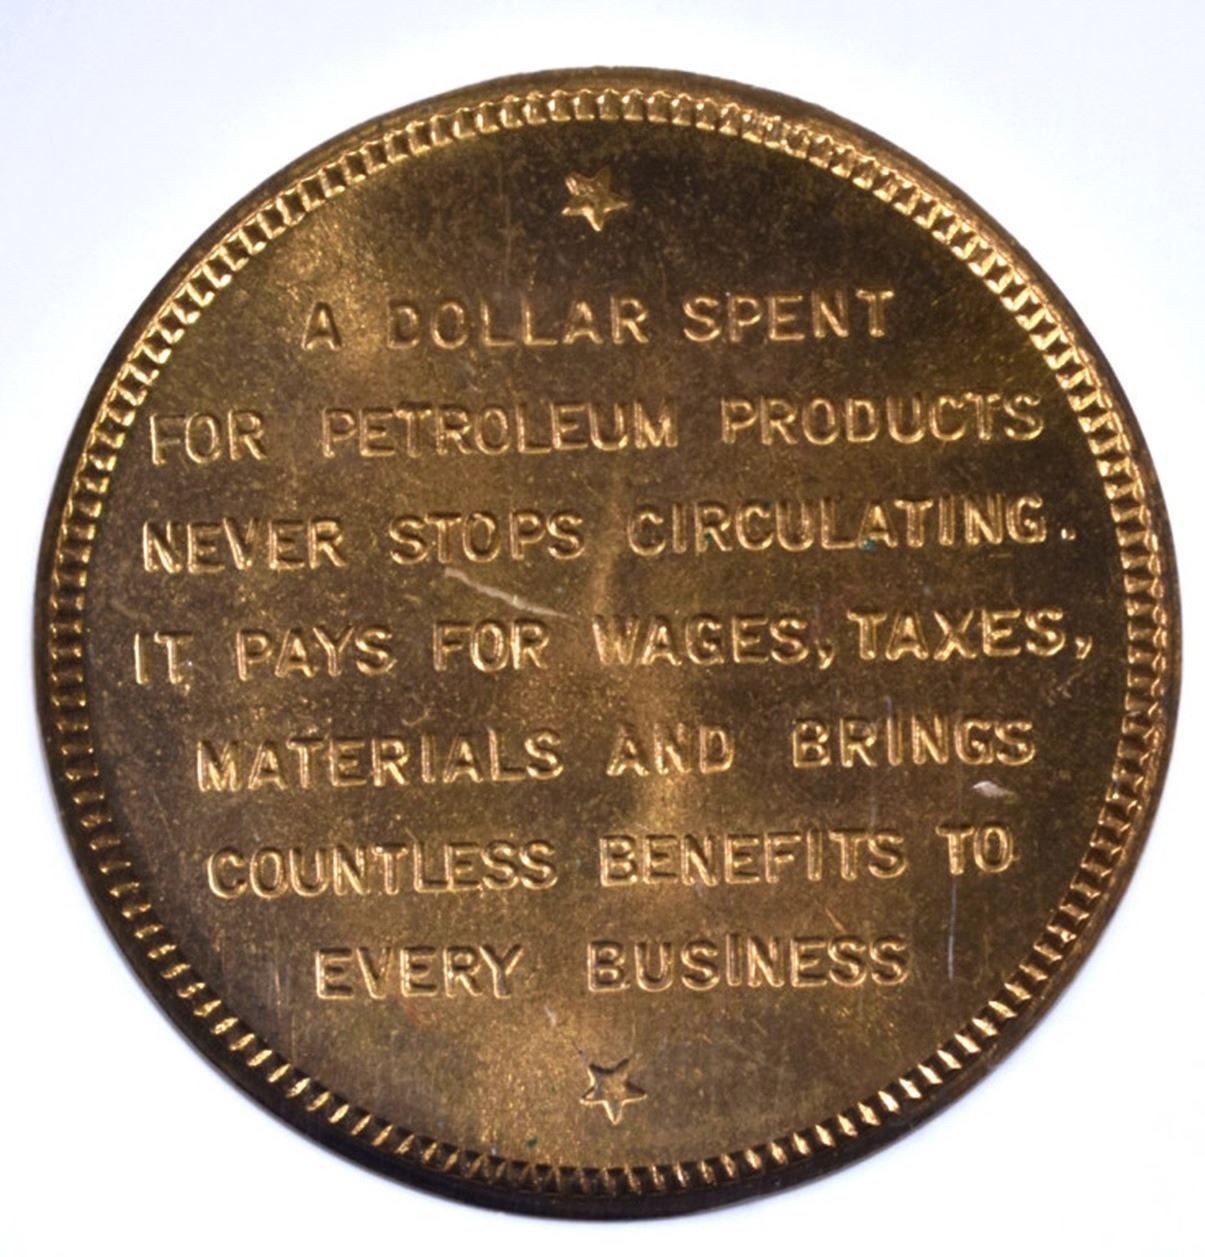 A DOLLAR SPENT
FOR PETROLEUM PRODUCTS
NEVER STOPS CIRCULATING.
IT PAYS FOR WAGES, TAXES,
MATERIALS AND BRINGS
COUNTLESS BENEFITS TO
EVERY BUSINESS